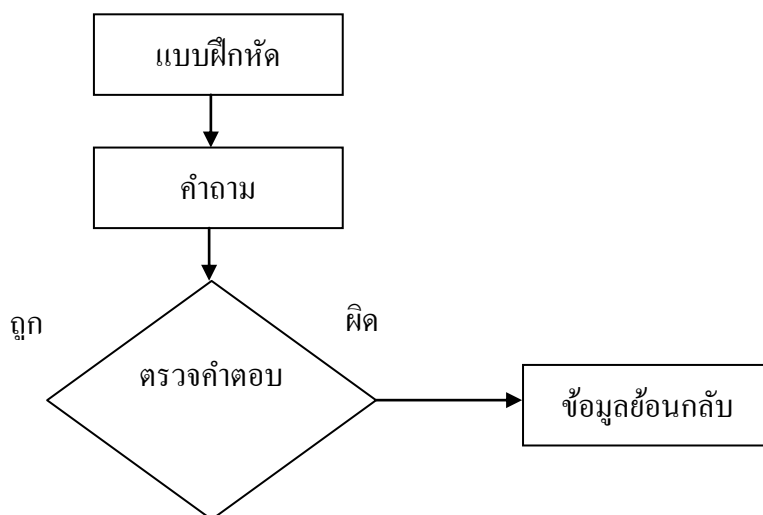 แบบฝึกหัด
คำถาม
ถูก
ผิด
ตรวจคำตอบ
ข้อมูลย้อนกลับ